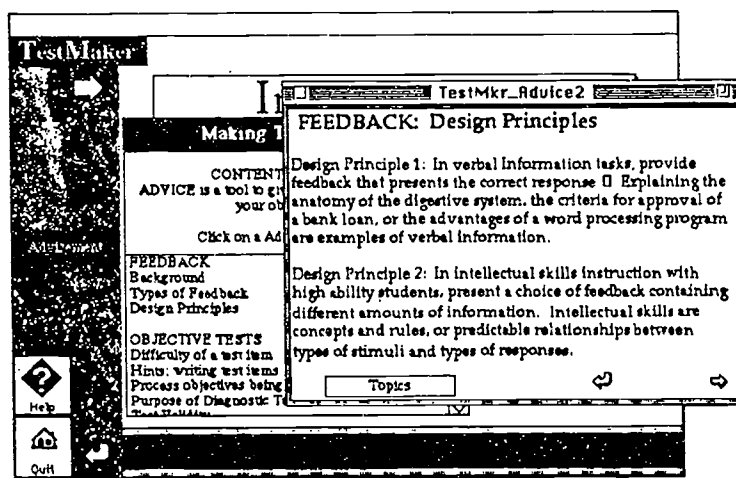 TestMaker
TestMkr_Advice2
Making T
CONTENT
ADVICE is a tool to gi
your ob
Click on a Ad
FEEDBACK
Background
Types of Feedback
Design Principles
OBJECTIVE TESTS
Difficulty of a test item
Hints: writing test items
Process objectives being
Purpose of Diagnostic Te
Test Validity
FEEDBACK: Design Principles
Design Principle 1: In verbal information tasks, provide
feedback that presents the correct response ▯ Explaining the
anatomy of the digestive system, the criteria for approval of
a bank loan, or the advantages of a word processing program
are examples of verbal information.
Design Principle 2: In intellectual skills instruction with
high ability students, present a choice of feedback containing
different amounts of information. Intellectual skills are
concepts and rules, or predictable relationships between
types of stimuli and types of responses.
Topics
Help
Quit